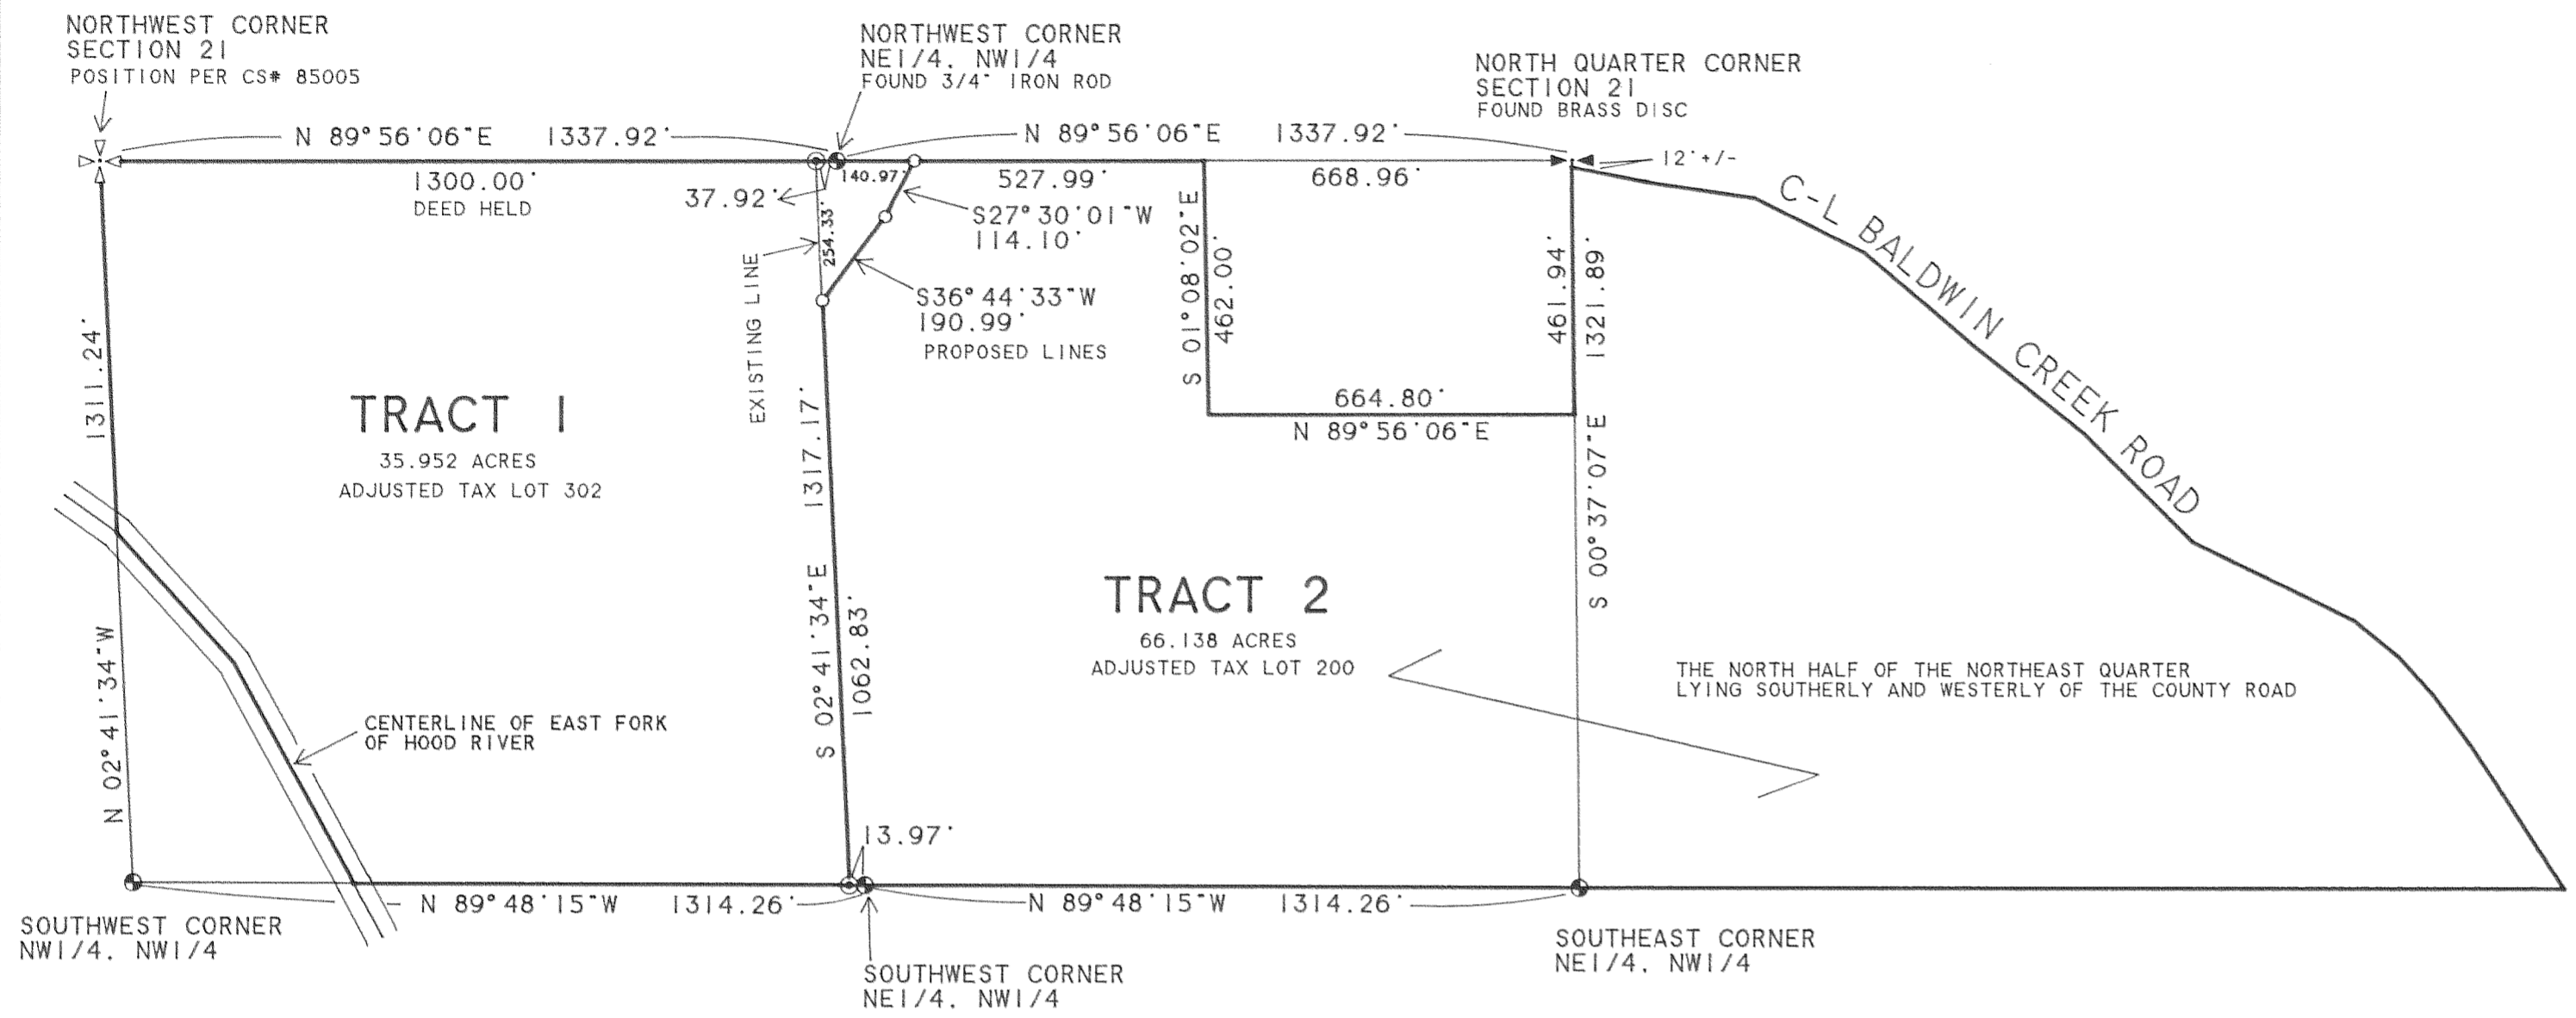 NORTHWEST CORNER
SECTION 21
POSITION PER CS# 85005
NORTHWEST CORNER
NE1/4, NW1/4
FOUND 3/4" IRON ROD
NORTH QUARTER CORNER
SECTION 21
FOUND BRASS DISC
N 89°56'06"E 1337.92'
N 89°56'06"E 1337.92'
12'+/-
1300.00'
DEED HELD
37.92'
140.97'
527.99'
668.96'
S27°30'01"W
114.10'
254.33'
EXISTING LINE
S36°44'33"W
190.99'
PROPOSED LINES
S 01°08'02"E
462.00'
461.94'
1321.89'
S 00°37'07"E
664.80'
N 89°56'06"E
C-L BALDWIN CREEK ROAD
1311.24'
N 02°41'34"W
TRACT 1
35.952 ACRES
ADJUSTED TAX LOT 302
1317.17'
S 02°41'34"E
1062.83'
TRACT 2
66.138 ACRES
ADJUSTED TAX LOT 200
THE NORTH HALF OF THE NORTHEAST QUARTER
LYING SOUTHERLY AND WESTERLY OF THE COUNTY ROAD
CENTERLINE OF EAST FORK
OF HOOD RIVER
13.97'
N 89°48'15"W 1314.26'
N 89°48'15"W 1314.26'
SOUTHWEST CORNER
NW1/4, NW1/4
SOUTHWEST CORNER
NE1/4, NW1/4
SOUTHEAST CORNER
NE1/4, NW1/4